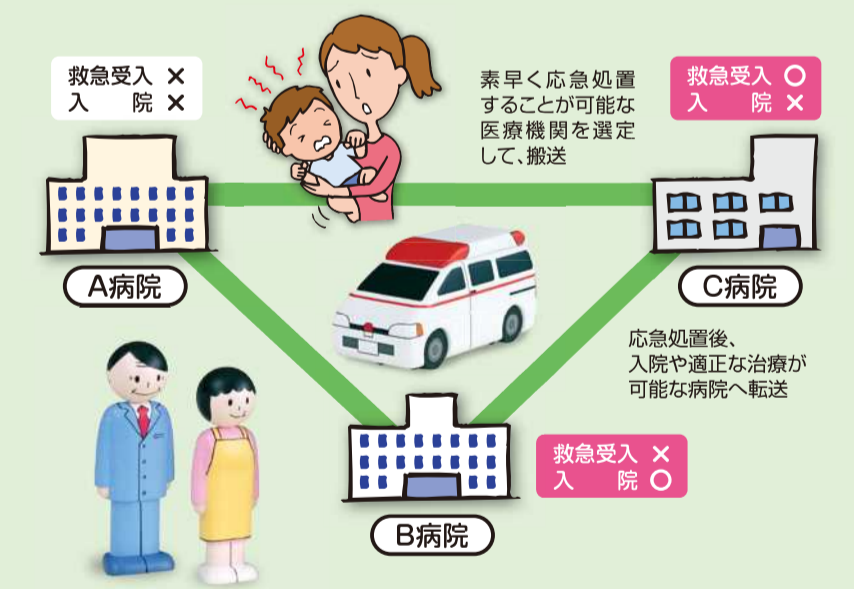 救急受入 ×
入 院 ×
A病院
素早く応急処置
することが可能な
医療機関を選定
して、搬送
救急受入 ○
入 院 ×
C病院
応急処置後、
入院や適正な治療が
可能な病院へ転送
救急受入 ×
入 院 ○
B病院